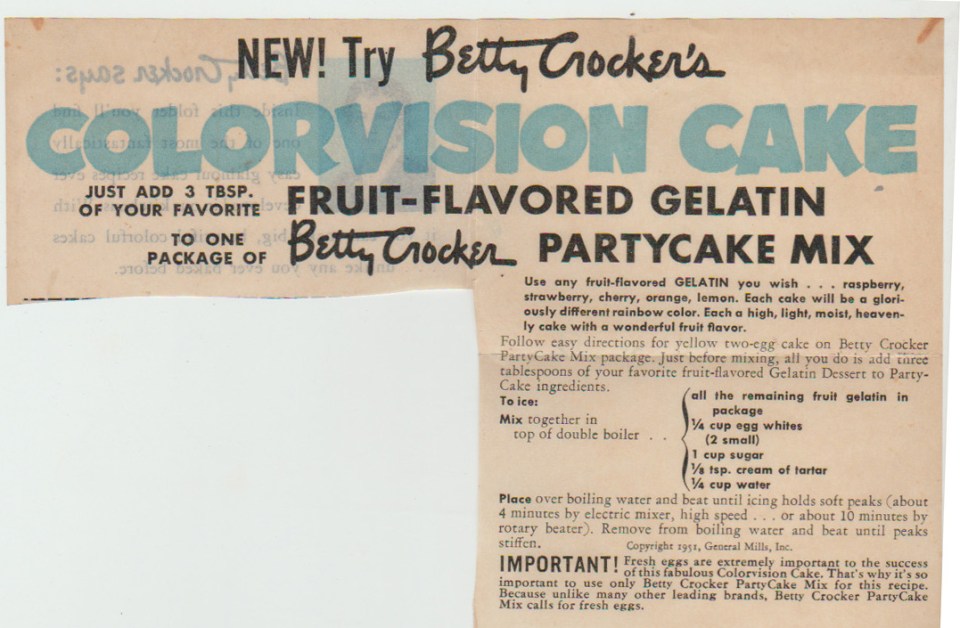 NEW! Try Betty Crocker's
COLORVISION CAKE
JUST ADD 3 TBSP.
OF YOUR FAVORITE
FRUIT-FLAVORED GELATIN
TO ONE
PACKAGE OF
Betty Crocker PARTYCAKE MIX
Use any fruit-flavored GELATIN you wish . . . raspberry,
strawberry, cherry, orange, lemon. Each cake will be a glori-
ously different rainbow color. Each a high, light, moist, heaven-
ly cake with a wonderful fruit flavor.
Follow easy directions for yellow two-egg cake on Betty Crocker
PartyCake Mix package. Just before mixing, all you do is add three
tablespoons of your favorite fruit-flavored Gelatin Dessert to Party-
Cake ingredients.
To ice:
Mix together in
top of double boiler . .
all the remaining fruit gelatin in
package
¼ cup egg whites
(2 small)
1 cup sugar
⅛ tsp. cream of tartar
¼ cup water
Place over boiling water and beat until icing holds soft peaks (about
4 minutes by electric mixer, high speed . . . or about 10 minutes by
rotary beater). Remove from boiling water and beat until peaks
stiffen.
Copyright 1951, General Mills, Inc.
IMPORTANT! Fresh eggs are extremely important to the success
of this fabulous Colorvision Cake. That's why it's so
important to use only Betty Crocker PartyCake Mix for this recipe.
Because unlike many other leading brands, Betty Crocker PartyCake
Mix calls for fresh eggs.